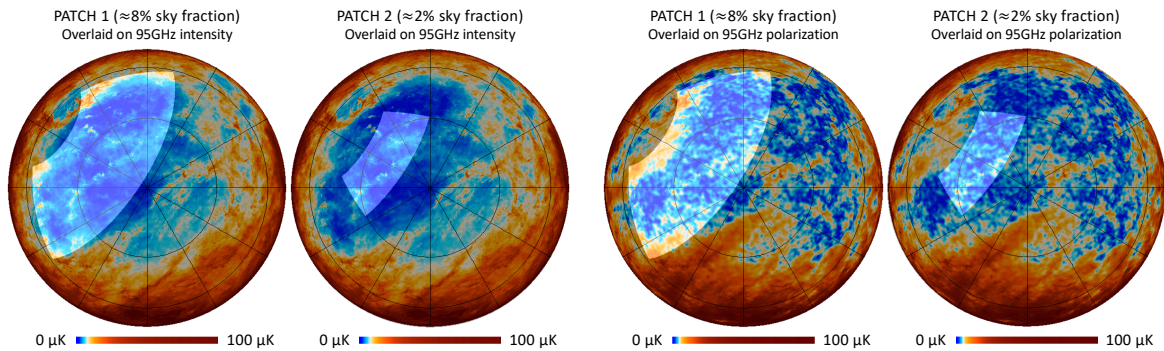 PATCH 1 (≈8% sky fraction)
Overlaid on 95GHz intensity
PATCH 2 (≈2% sky fraction)
Overlaid on 95GHz intensity
PATCH 1 (≈8% sky fraction)
Overlaid on 95GHz polarization
PATCH 2 (≈2% sky fraction)
Overlaid on 95GHz polarization
0 μK 100 μK
0 μK 100 μK
0 μK 100 μK
0 μK 100 μK